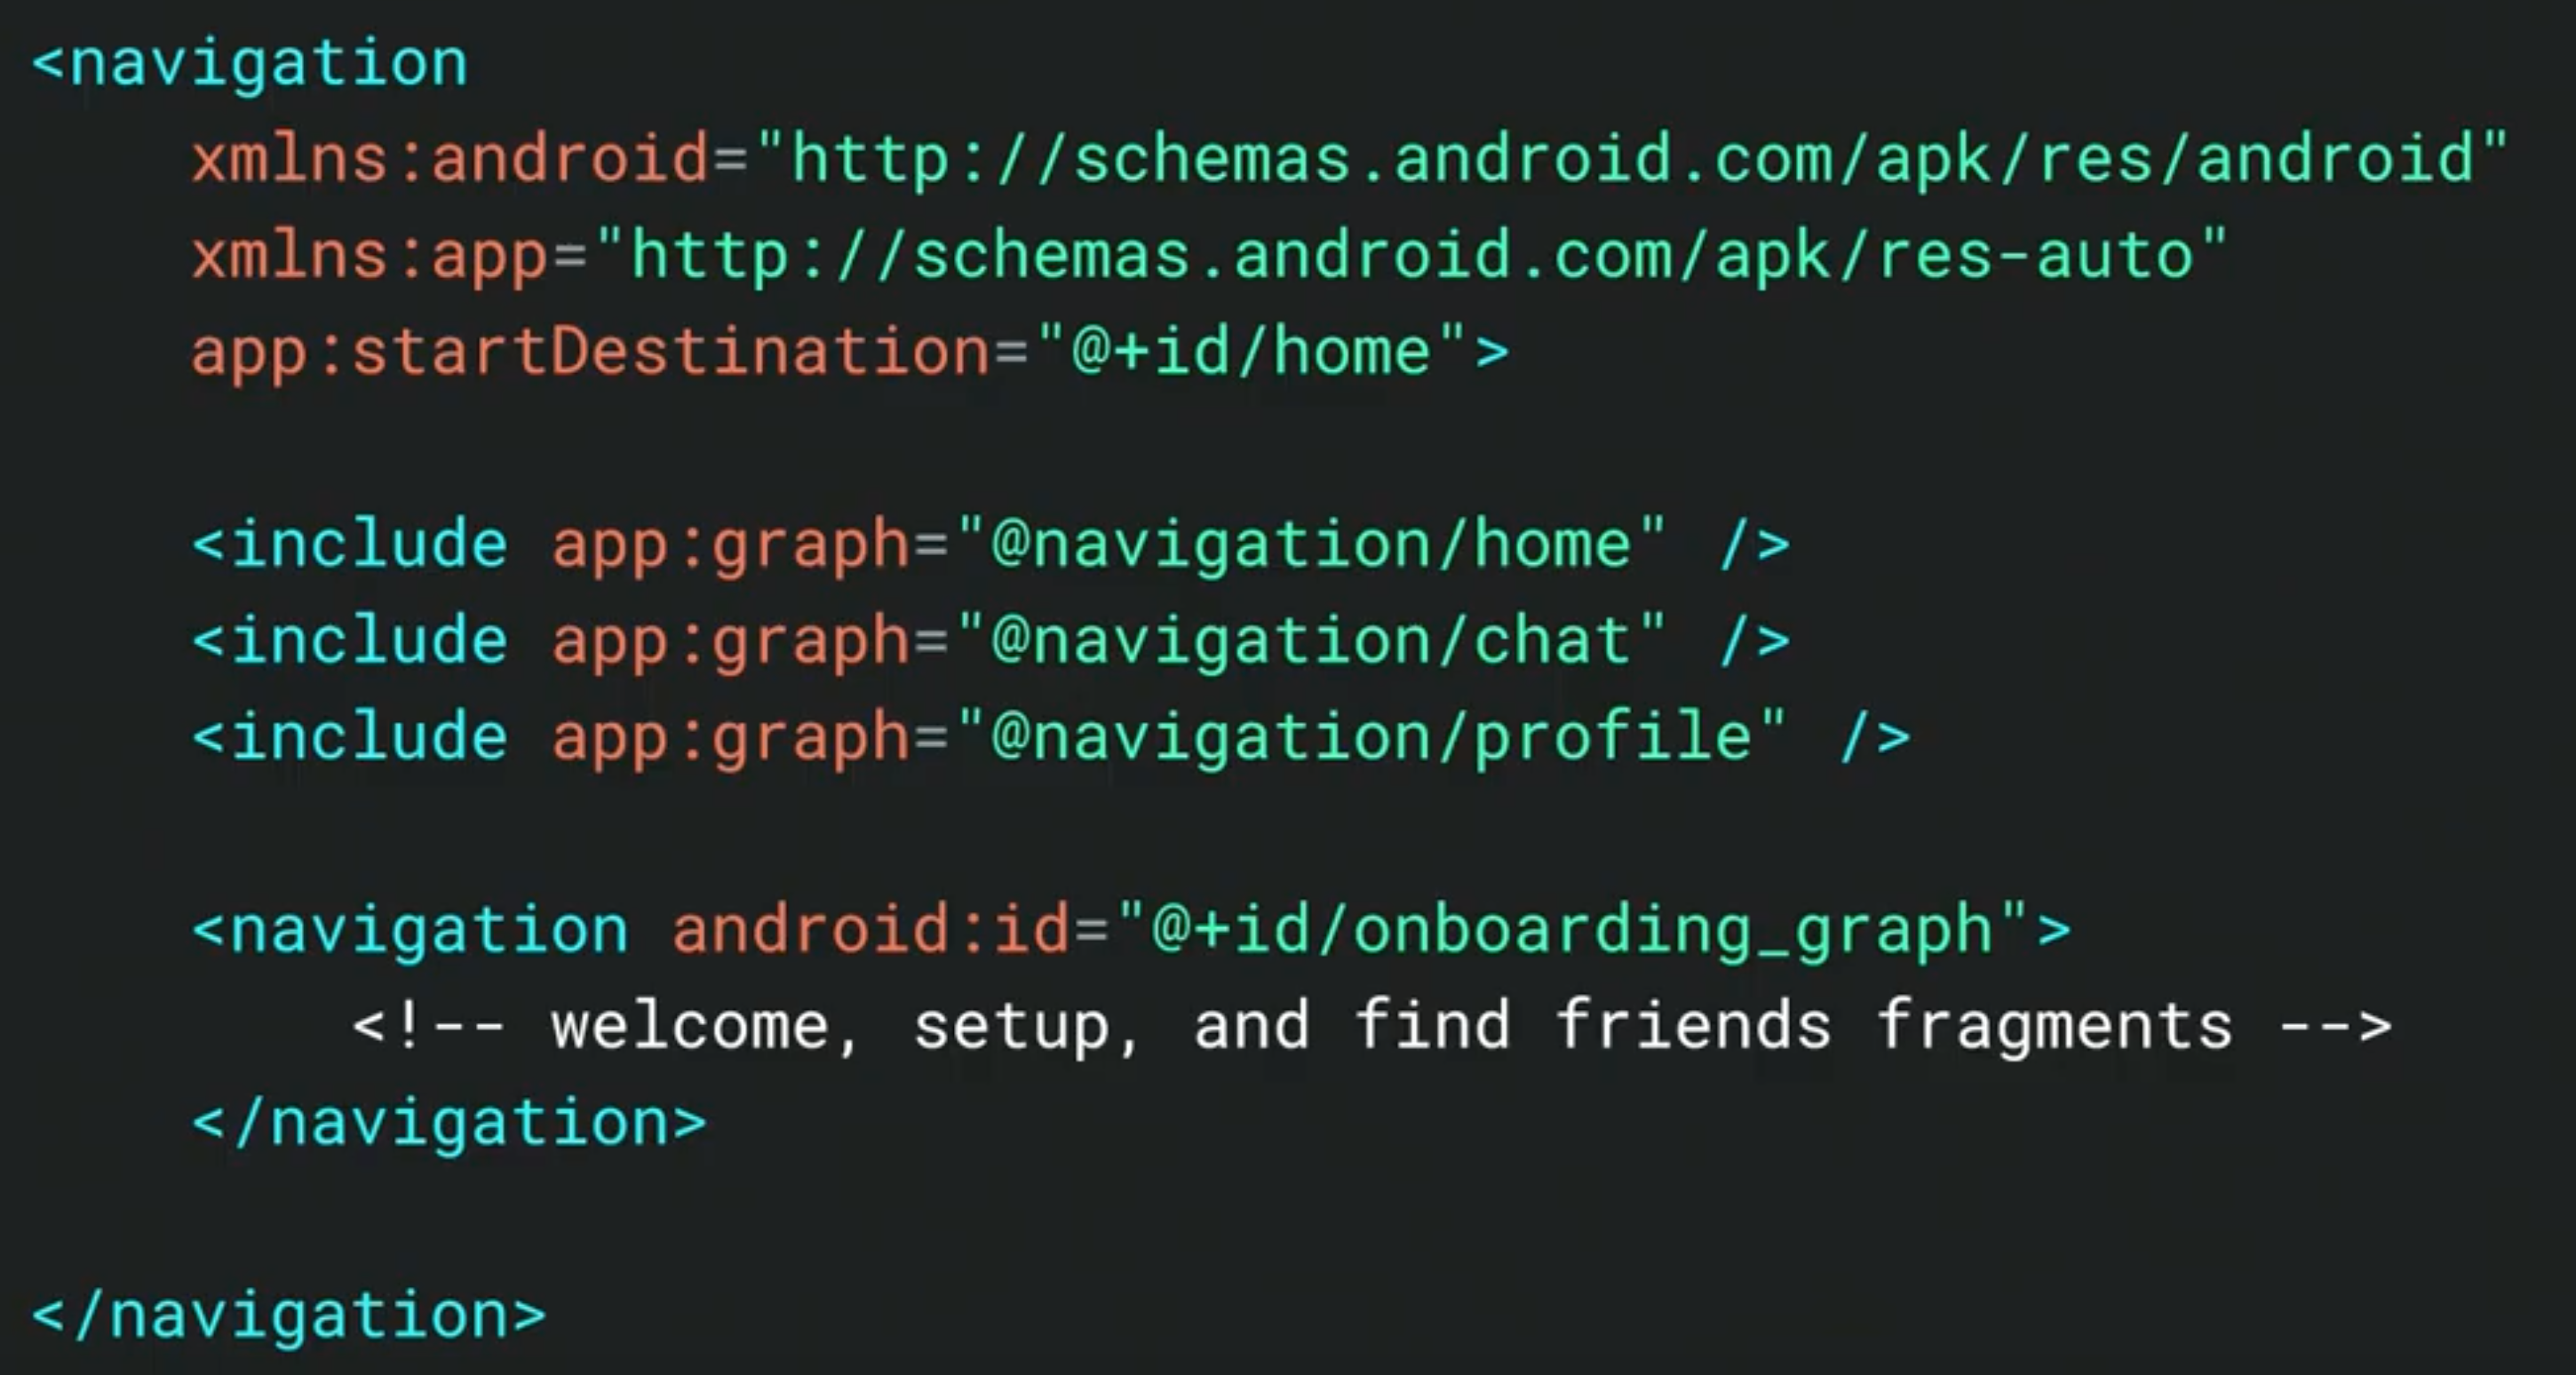 <navigation
    xmlns:android="http://schemas.android.com/apk/res/android"
    xmlns:app="http://schemas.android.com/apk/res-auto"
    app:startDestination="@+id/home">
    <include app:graph="@navigation/home" />
    <include app:graph="@navigation/chat" />
    <include app:graph="@navigation/profile" />
    <navigation android:id="@+id/onboarding_graph">
        <!-- welcome, setup, and find friends fragments -->
    </navigation>
</navigation>